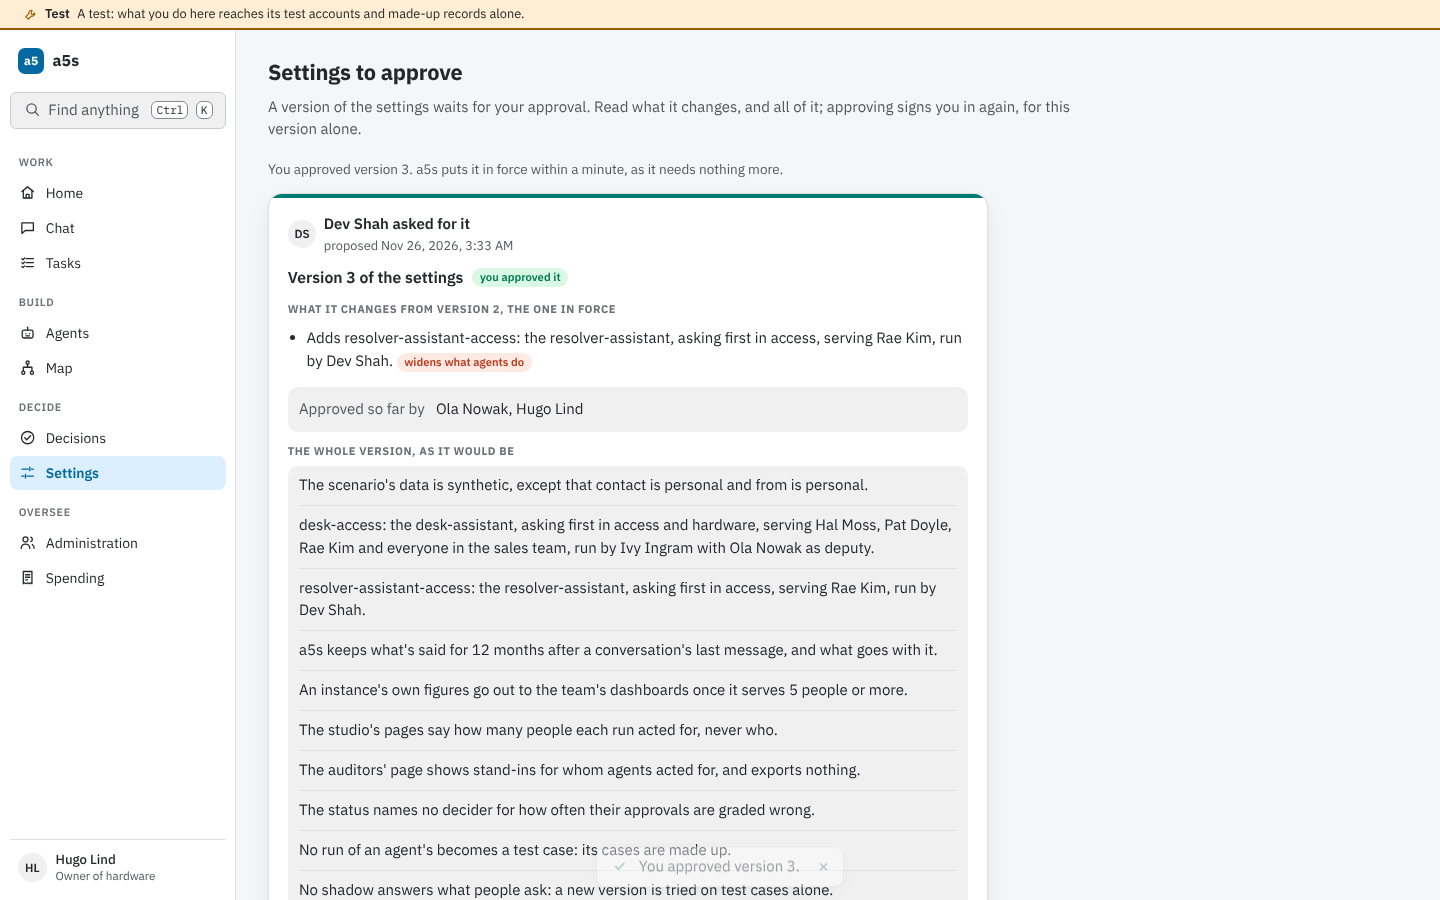 Test A test: what you do here reaches its test accounts and made-up records alone.
a5 a5s
Find anything Ctrl K
WORK
Home
Chat
Tasks
BUILD
Agents
Map
DECIDE
Decisions
Settings
OVERSEE
Administration
Spending
HL Hugo Lind
Owner of hardware
Settings to approve
A version of the settings waits for your approval. Read what it changes, and all of it; approving signs you in again, for this
version alone.
You approved version 3. a5s puts it in force within a minute, as it needs nothing more.
DS Dev Shah asked for it
proposed Nov 26, 2026, 3:33 AM
Version 3 of the settings you approved it
WHAT IT CHANGES FROM VERSION 2, THE ONE IN FORCE
Adds resolver-assistant-access: the resolver-assistant, asking first in access, serving Rae Kim, run
by Dev Shah. widens what agents do
Approved so far by Ola Nowak, Hugo Lind
THE WHOLE VERSION, AS IT WOULD BE
The scenario's data is synthetic, except that contact is personal and from is personal.
desk-access: the desk-assistant, asking first in access and hardware, serving Hal Moss, Pat Doyle,
Rae Kim and everyone in the sales team, run by Ivy Ingram with Ola Nowak as deputy.
resolver-assistant-access: the resolver-assistant, asking first in access, serving Rae Kim, run by
Dev Shah.
a5s keeps what's said for 12 months after a conversation's last message, and what goes with it.
An instance's own figures go out to the team's dashboards once it serves 5 people or more.
The studio's pages say how many people each run acted for, never who.
The auditors' page shows stand-ins for whom agents acted for, and exports nothing.
The status names no decider for how often their approvals are graded wrong.
No run of an agent's becomes a test case: its cases are made up.
You approved version 3.
No shadow answers what people ask: a new version is tried on test cases alone.